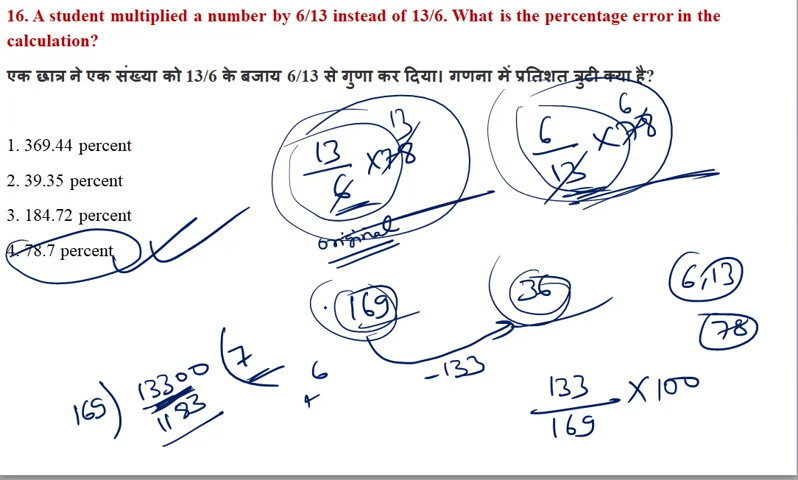 16. A student multiplied a number by 6/13 instead of 13/6. What is the percentage error in the
calculation?
एक छात्र ने एक संख्या को 13/6 के बजाय 6/13 से गुणा कर दिया। गणना में प्रतिशत त्रुटी क्या है?
1. 369.44 percent
2. 39.35 percent
3. 184.72 percent
4. 78.7 percent
13/6 × 78 13
6/13 × 78 6
original
169
36
6,13
78
-133
169) 13300 (7
1183
6
133/169 × 100